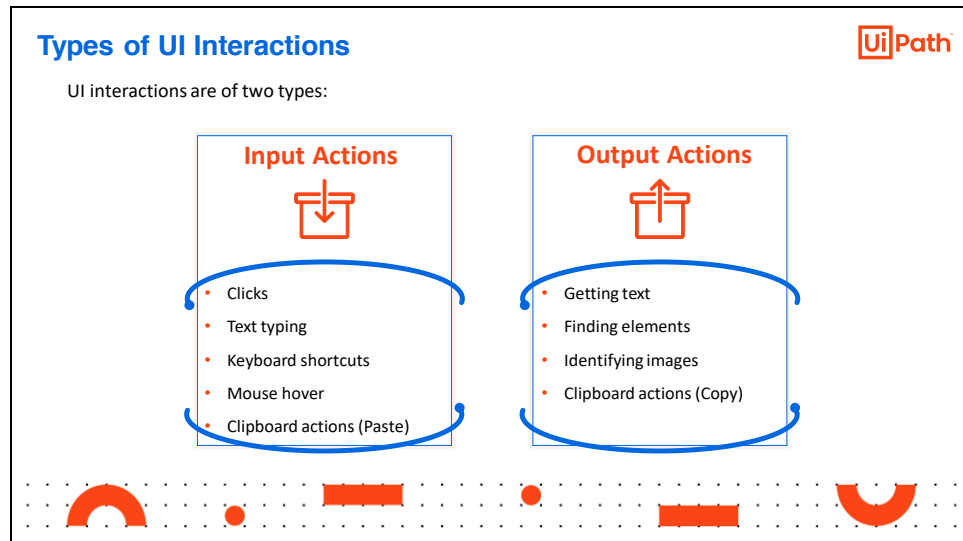 Types of UI Interactions
UiPath
UI interactions are of two types:
Input Actions
• Clicks
• Text typing
• Keyboard shortcuts
• Mouse hover
• Clipboard actions (Paste)
Output Actions
• Getting text
• Finding elements
• Identifying images
• Clipboard actions (Copy)